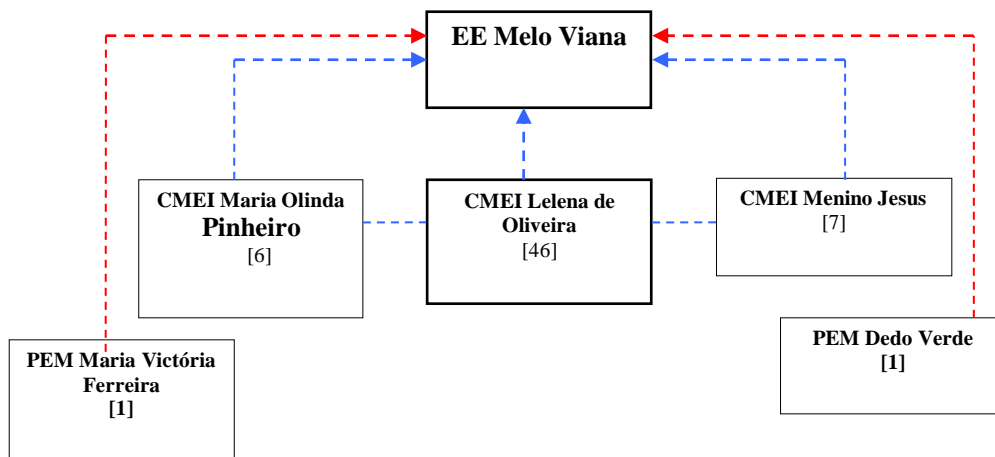 EE Melo Viana
CMEI Maria Olinda
Pinheiro
[6]
CMEI Lelena de
Oliveira
[46]
CMEI Menino Jesus
[7]
PEM Maria Victória
Ferreira
[1]
PEM Dedo Verde
[1]